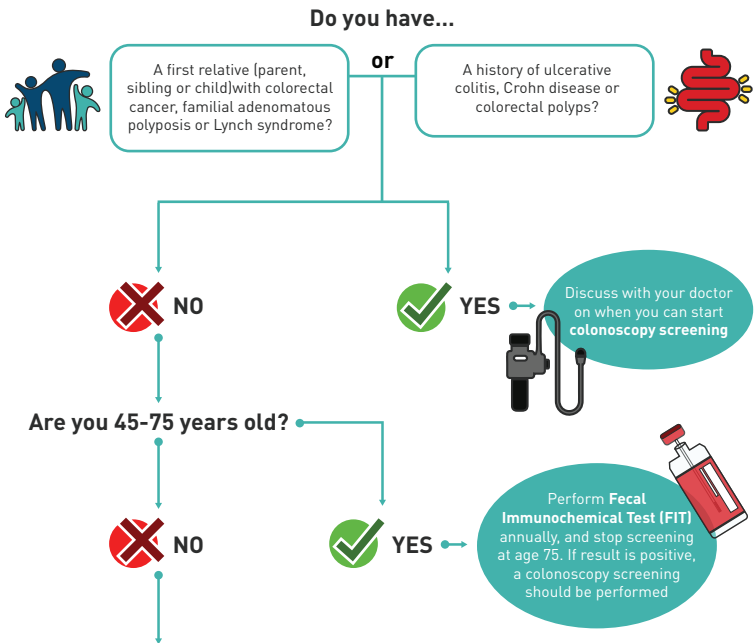 Do you have...
A first relative (parent,
sibling or child)with colorectal
cancer, familial adenomatous
polyposis or Lynch syndrome?
or
A history of ulcerative
colitis, Crohn disease or
colorectal polyps?
NO
YES
Discuss with your doctor
on when you can start
colonoscopy screening
Are you 45-75 years old?
NO
YES
Perform Fecal
Immunochemical Test (FIT)
annually, and stop screening
at age 75. If result is positive,
a colonoscopy screening
should be performed